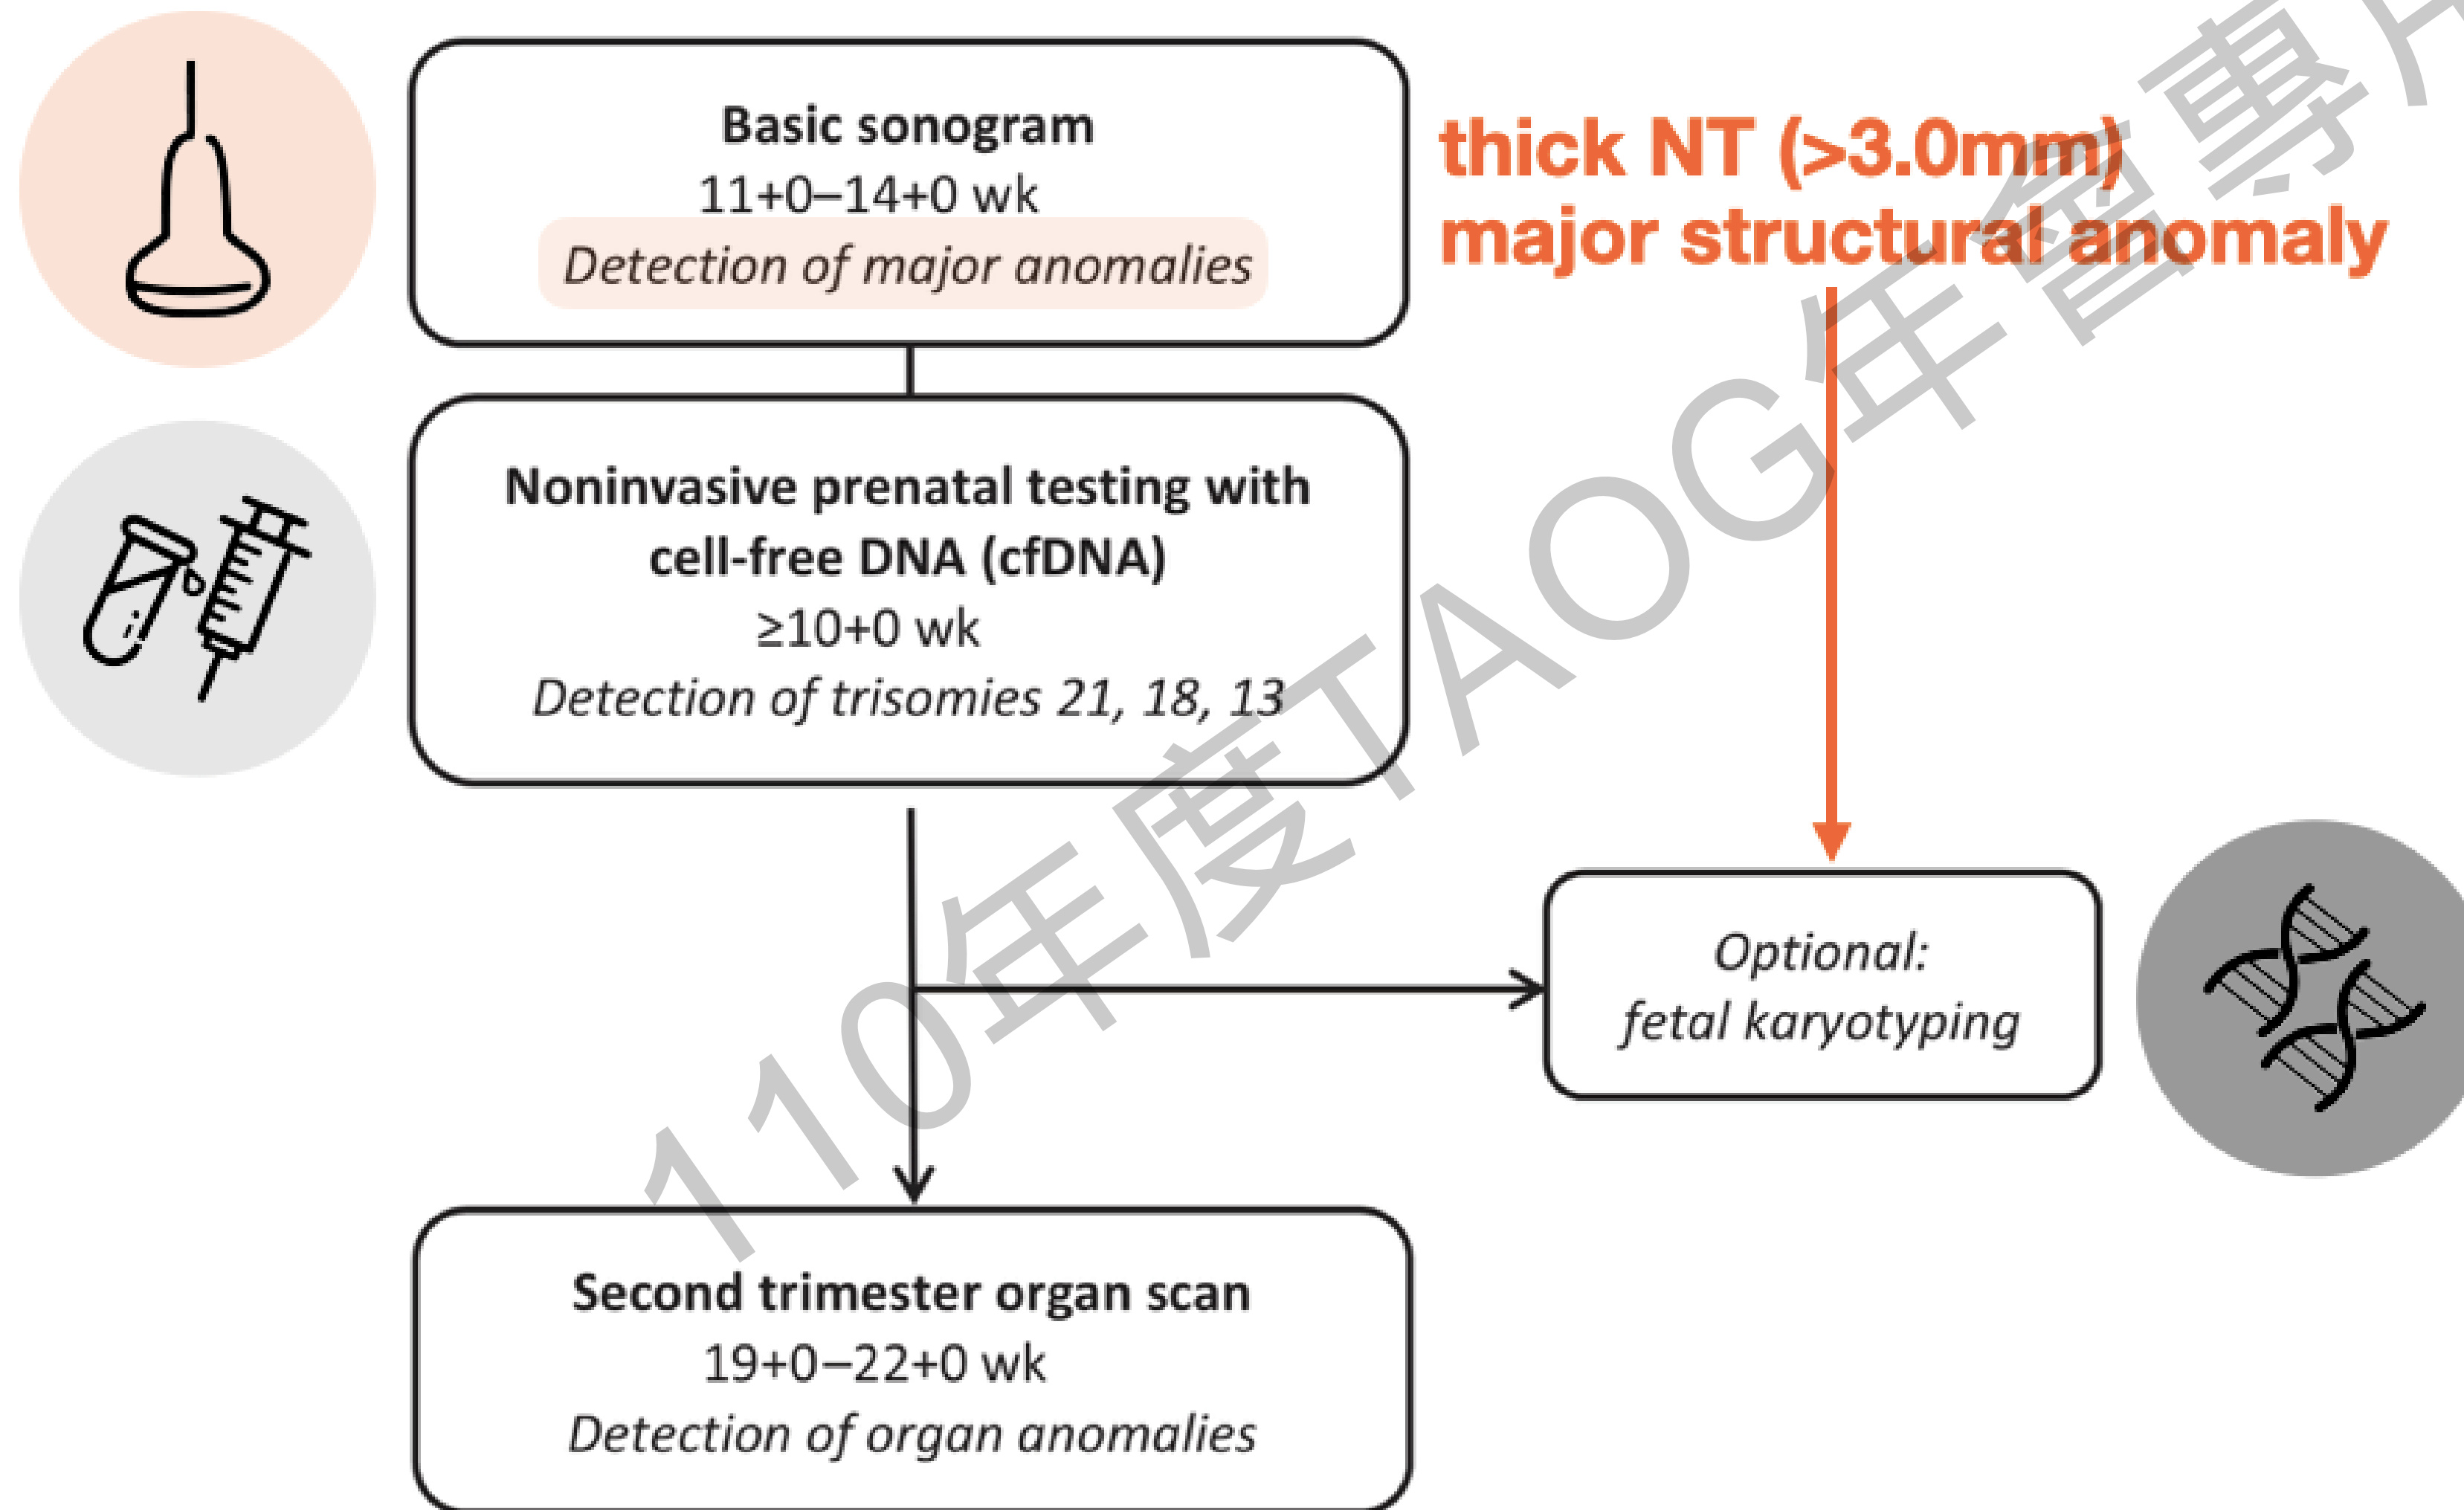 Basic sonogram
11+0–14+0 wk
Detection of major anomalies
thick NT (>3.0mm)
major structural anomaly
Noninvasive prenatal testing with
cell-free DNA (cfDNA)
≥10+0 wk
Detection of trisomies 21, 18, 13
Optional:
fetal karyotyping
Second trimester organ scan
19+0–22+0 wk
Detection of organ anomalies
110年度TAOG年會專